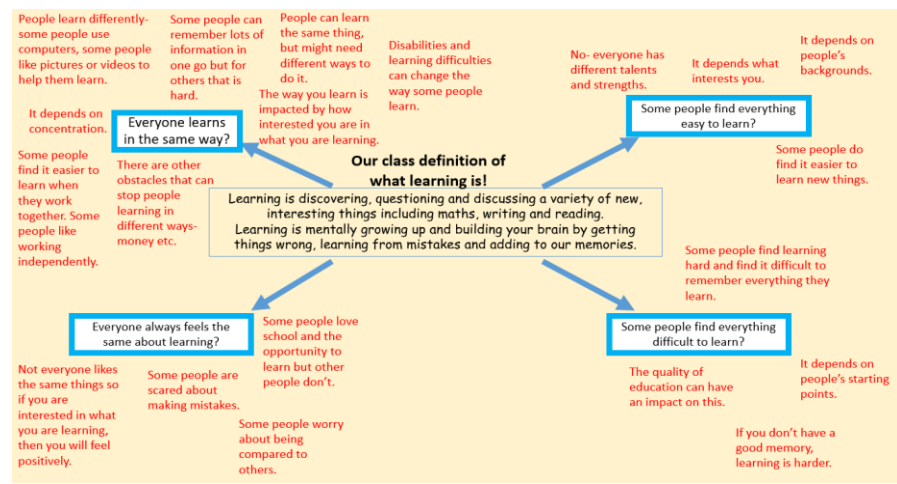 People learn differently-
some people use
computers, some people
like pictures or videos to
help them learn.
Some people can
remember lots of
information in
one go but for
others that is
hard.
People can learn
the same thing,
but might need
different ways to
do it.
Disabilities and
learning difficulties
can change the
way some people
learn.
The way you learn is
impacted by how
interested you are in
what you are learning.
It depends on
concentration.
Everyone learns
in the same way?
Some people
find it easier to
learn when
they work
together. Some
people like
working
independently.
There are other
obstacles that can
stop people
learning in
different ways-
money etc.
No- everyone has
different talents
and strengths.
It depends what
interests you.
It depends on
people's
backgrounds.
Some people find everything
easy to learn?
Some people do
find it easier to
learn new things.
Our class definition of
what learning is!
Learning is discovering, questioning and discussing a variety of new,
interesting things including maths, writing and reading.
Learning is mentally growing up and building your brain by getting
things wrong, learning from mistakes and adding to our memories.
Everyone always feels the
same about learning?
Some people love
school and the
opportunity to
learn but other
people don't.
Not everyone likes
the same things so
if you are
interested in what
you are learning,
then you will feel
positively.
Some people are
scared about
making mistakes.
Some people worry
about being
compared to
others.
Some people find learning
hard and find it difficult to
remember everything they
learn.
Some people find everything
difficult to learn?
The quality of
education can have
an impact on this.
It depends on
people's starting
points.
If you don't have a
good memory,
learning is harder.